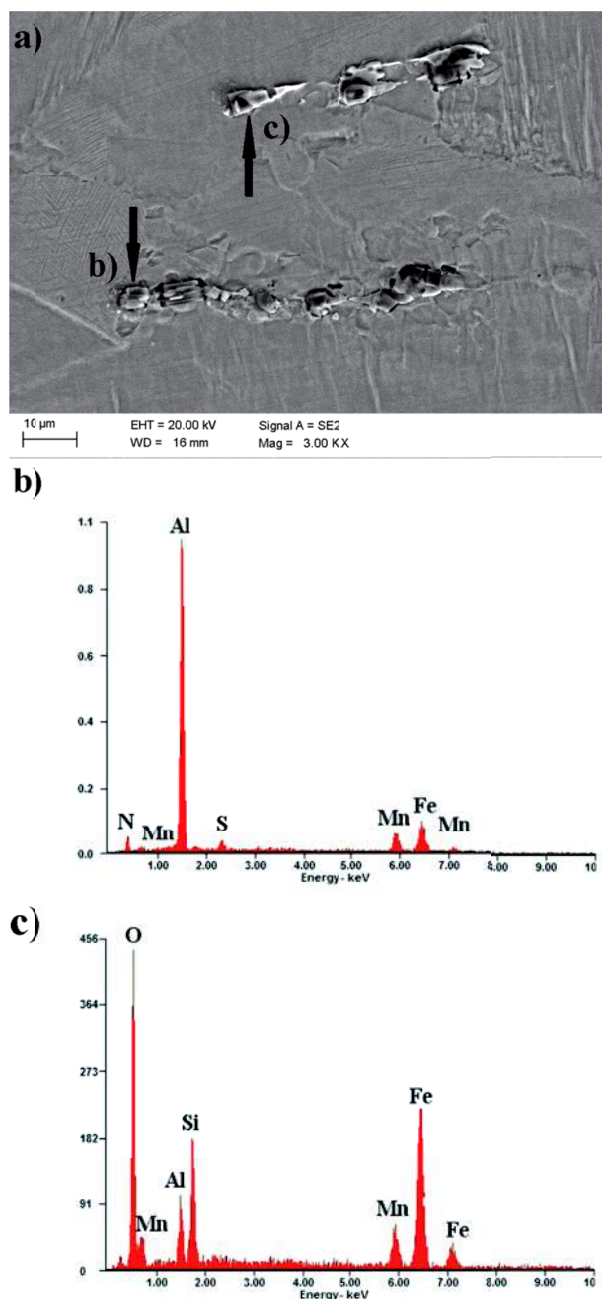 a)
c)
b)
10 µm
EHT = 20.00 kV Signal A = SE2
WD = 16 mm Mag = 3.00 KX
b)
Al
1.1
0.8
0.6
0.4
0.2
N Mn S Mn Fe Mn
0.0
1.00 2.00 3.00 4.00 5.00 6.00 7.00 8.00 9.00 10
Energy- keV
c)
O
456
364
273
Fe
182
Si
Al
91
Mn Mn Fe
0
1.00 2.00 3.00 4.00 5.00 6.00 7.00 8.00 9.00 10
Energy- keV